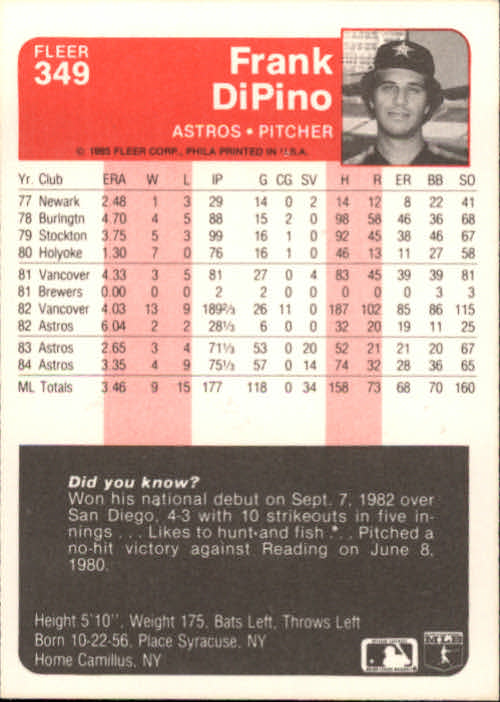 FLEER
349
Frank
DiPino
ASTROS • PITCHER
© 1985 FLEER CORP., PHILA PRINTED IN U.S.A.
Yr. Club ERA W L IP G CG SV H R ER BB SO
77 Newark 2.48 1 3 29 14 0 2 14 12 8 22 41
78 Burlngtn 4.70 4 5 88 15 2 0 98 58 46 36 68
79 Stockton 3.75 5 3 99 16 1 0 92 45 38 46 67
80 Holyoke 1.30 7 0 76 16 1 0 46 13 11 27 58
81 Vancover 4.33 3 5 81 27 0 4 83 45 39 39 81
81 Brewers 0.00 0 0 2 2 0 0 0 0 0 3 3
82 Vancover 4.03 13 9 189⅔ 26 11 0 187 102 85 86 115
82 Astros 6.04 2 2 28⅓ 6 0 0 32 20 19 11 25
83 Astros 2.65 3 4 71⅓ 53 0 20 52 21 21 20 67
84 Astros 3.35 4 9 75⅓ 57 0 14 74 32 28 36 65
ML Totals 3.46 9 15 177 118 0 34 158 73 68 70 160
Did you know?
Won his national debut on Sept. 7, 1982 over
San Diego, 4-3 with 10 strikeouts in five in-
nings . . . Likes to hunt and fish . . . Pitched a
no-hit victory against Reading on June 8,
1980.
Height 5'10", Weight 175, Bats Left, Throws Left
Born 10-22-56, Place Syracuse, NY
Home Camillus, NY